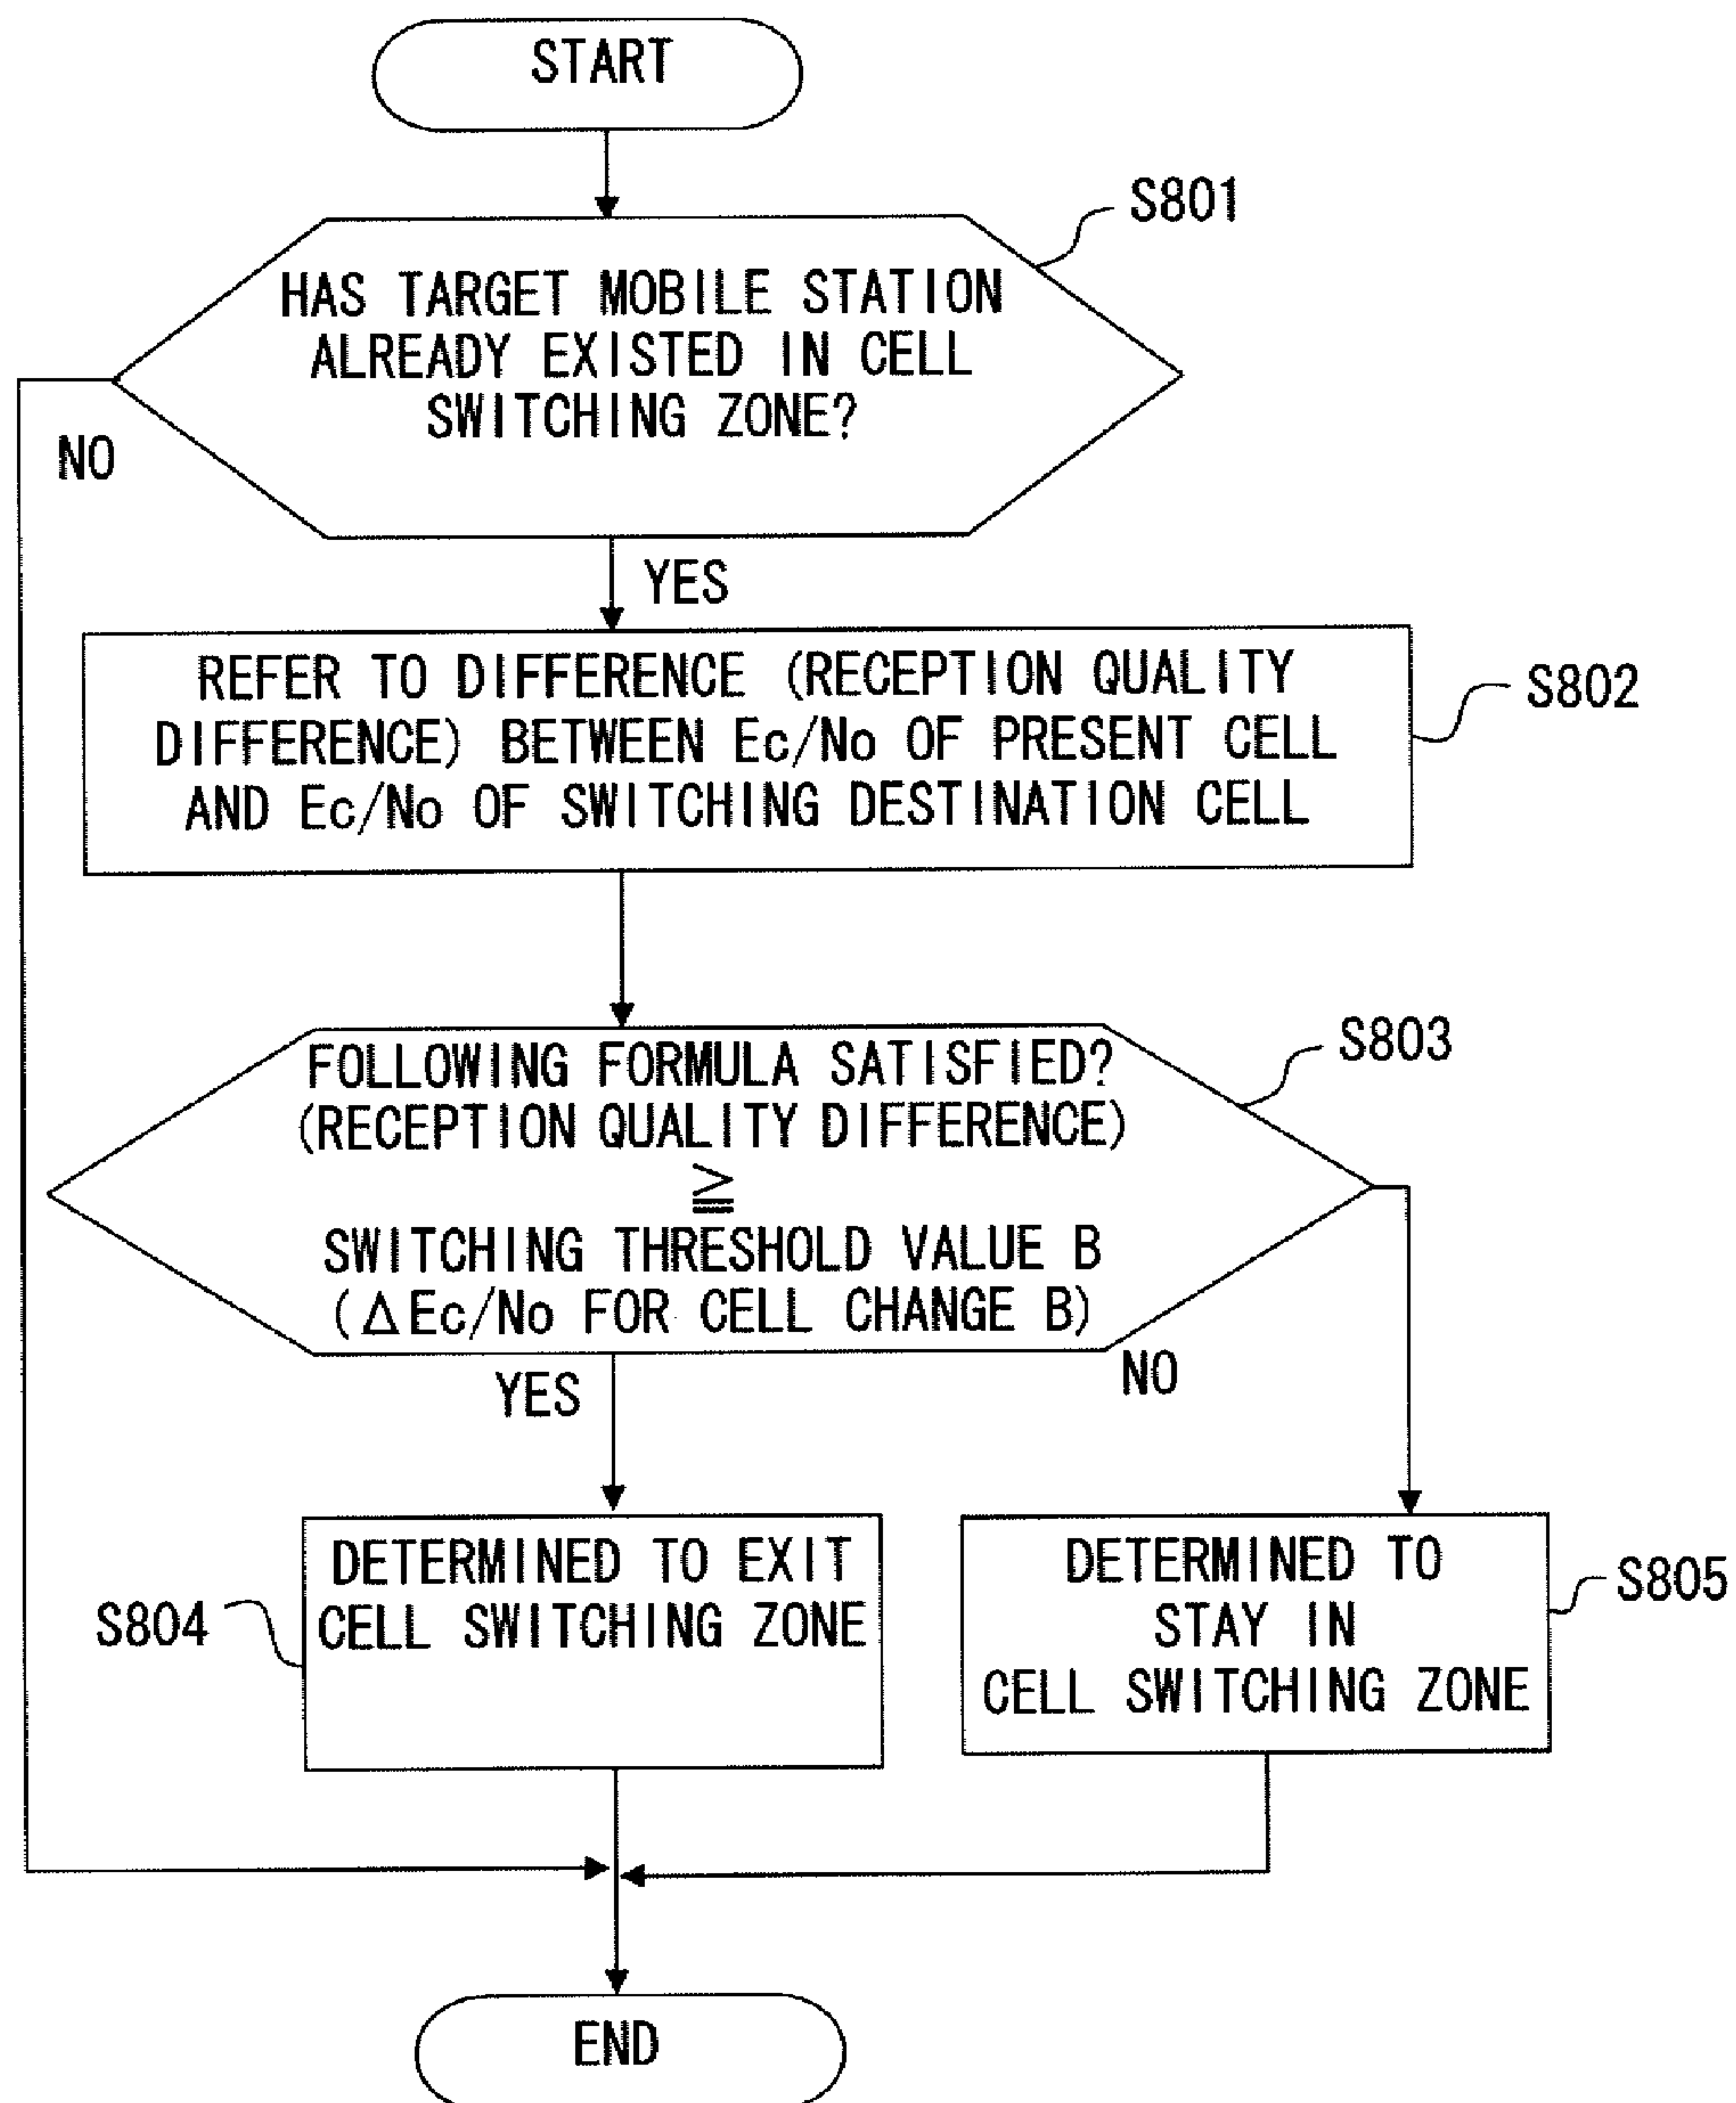 START
S801
HAS TARGET MOBILE STATION
ALREADY EXISTED IN CELL
SWITCHING ZONE?
NO
YES
REFER TO DIFFERENCE (RECEPTION QUALITY
DIFFERENCE) BETWEEN Ec/No OF PRESENT CELL
AND Ec/No OF SWITCHING DESTINATION CELL
S802
S803
FOLLOWING FORMULA SATISFIED?
(RECEPTION QUALITY DIFFERENCE)
≧
SWITCHING THRESHOLD VALUE B
(ΔEc/No FOR CELL CHANGE B)
YES
NO
DETERMINED TO EXIT
CELL SWITCHING ZONE
S804
DETERMINED TO
STAY IN
CELL SWITCHING ZONE
S805
END